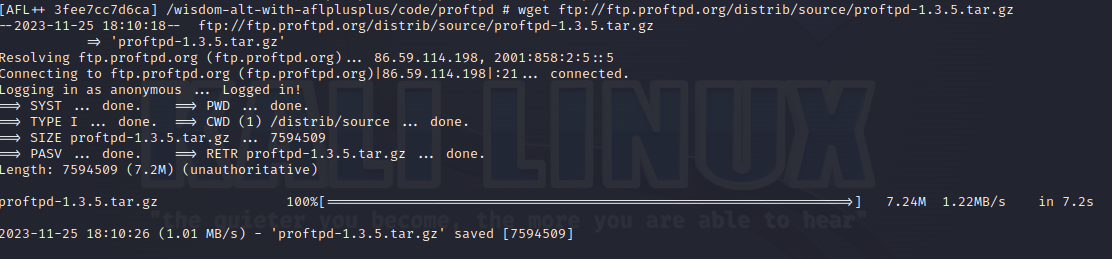 [AFL++ 3fee7cc7d6ca] /wisdom-alt-with-aflplusplus/code/proftpd # wget ftp://ftp.proftpd.org/distrib/source/proftpd-1.3.5.tar.gz
--2023-11-25 18:10:18--  ftp://ftp.proftpd.org/distrib/source/proftpd-1.3.5.tar.gz
           => 'proftpd-1.3.5.tar.gz'
Resolving ftp.proftpd.org (ftp.proftpd.org)... 86.59.114.198, 2001:858:2:5::5
Connecting to ftp.proftpd.org (ftp.proftpd.org)|86.59.114.198|:21... connected.
Logging in as anonymous ... Logged in!
==> SYST ... done.    ==> PWD ... done.
==> TYPE I ... done.  ==> CWD (1) /distrib/source ... done.
==> SIZE proftpd-1.3.5.tar.gz ... 7594509
==> PASV ... done.    ==> RETR proftpd-1.3.5.tar.gz ... done.
Length: 7594509 (7.2M) (unauthoritative)
KALI LINUX
proftpd-1.3.5.tar.gz                100%[===================================================================>]   7.24M  1.22MB/s    in 7.2s
"the quieter you become, the more you are able to hear"
2023-11-25 18:10:26 (1.01 MB/s) - 'proftpd-1.3.5.tar.gz' saved [7594509]